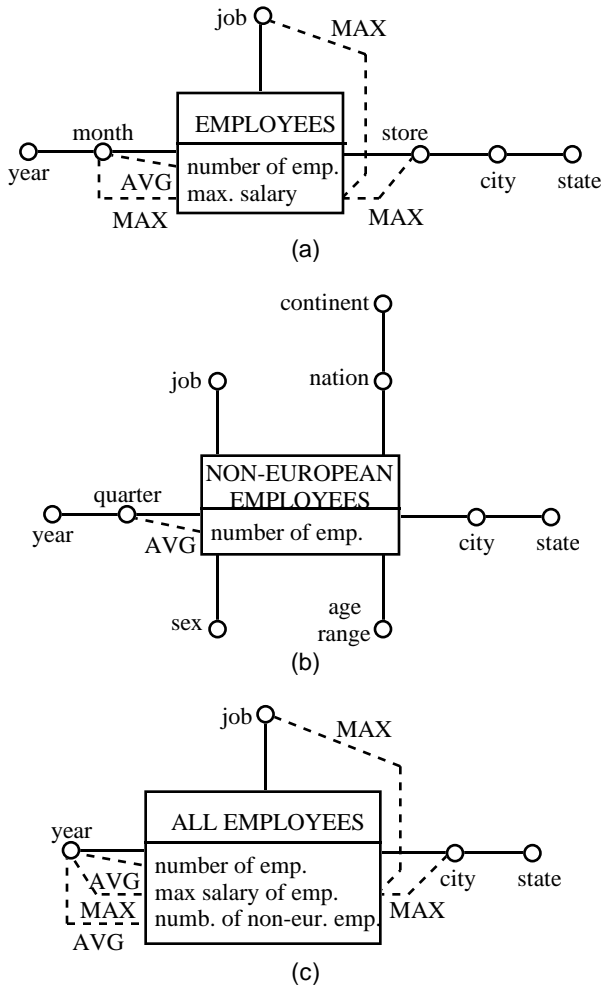 job
MAX
EMPLOYEES
month
store
year
number of emp.
AVG
max. salary
city
state
MAX
MAX
(a)
continent
job
nation
NON-EUROPEAN
EMPLOYEES
quarter
number of emp.
year
AVG
city
state
sex
age
range
(b)
job
MAX
ALL EMPLOYEES
year
number of emp.
AVG
max salary of emp.
city
state
MAX
numb. of non-eur. emp.
MAX
AVG
(c)